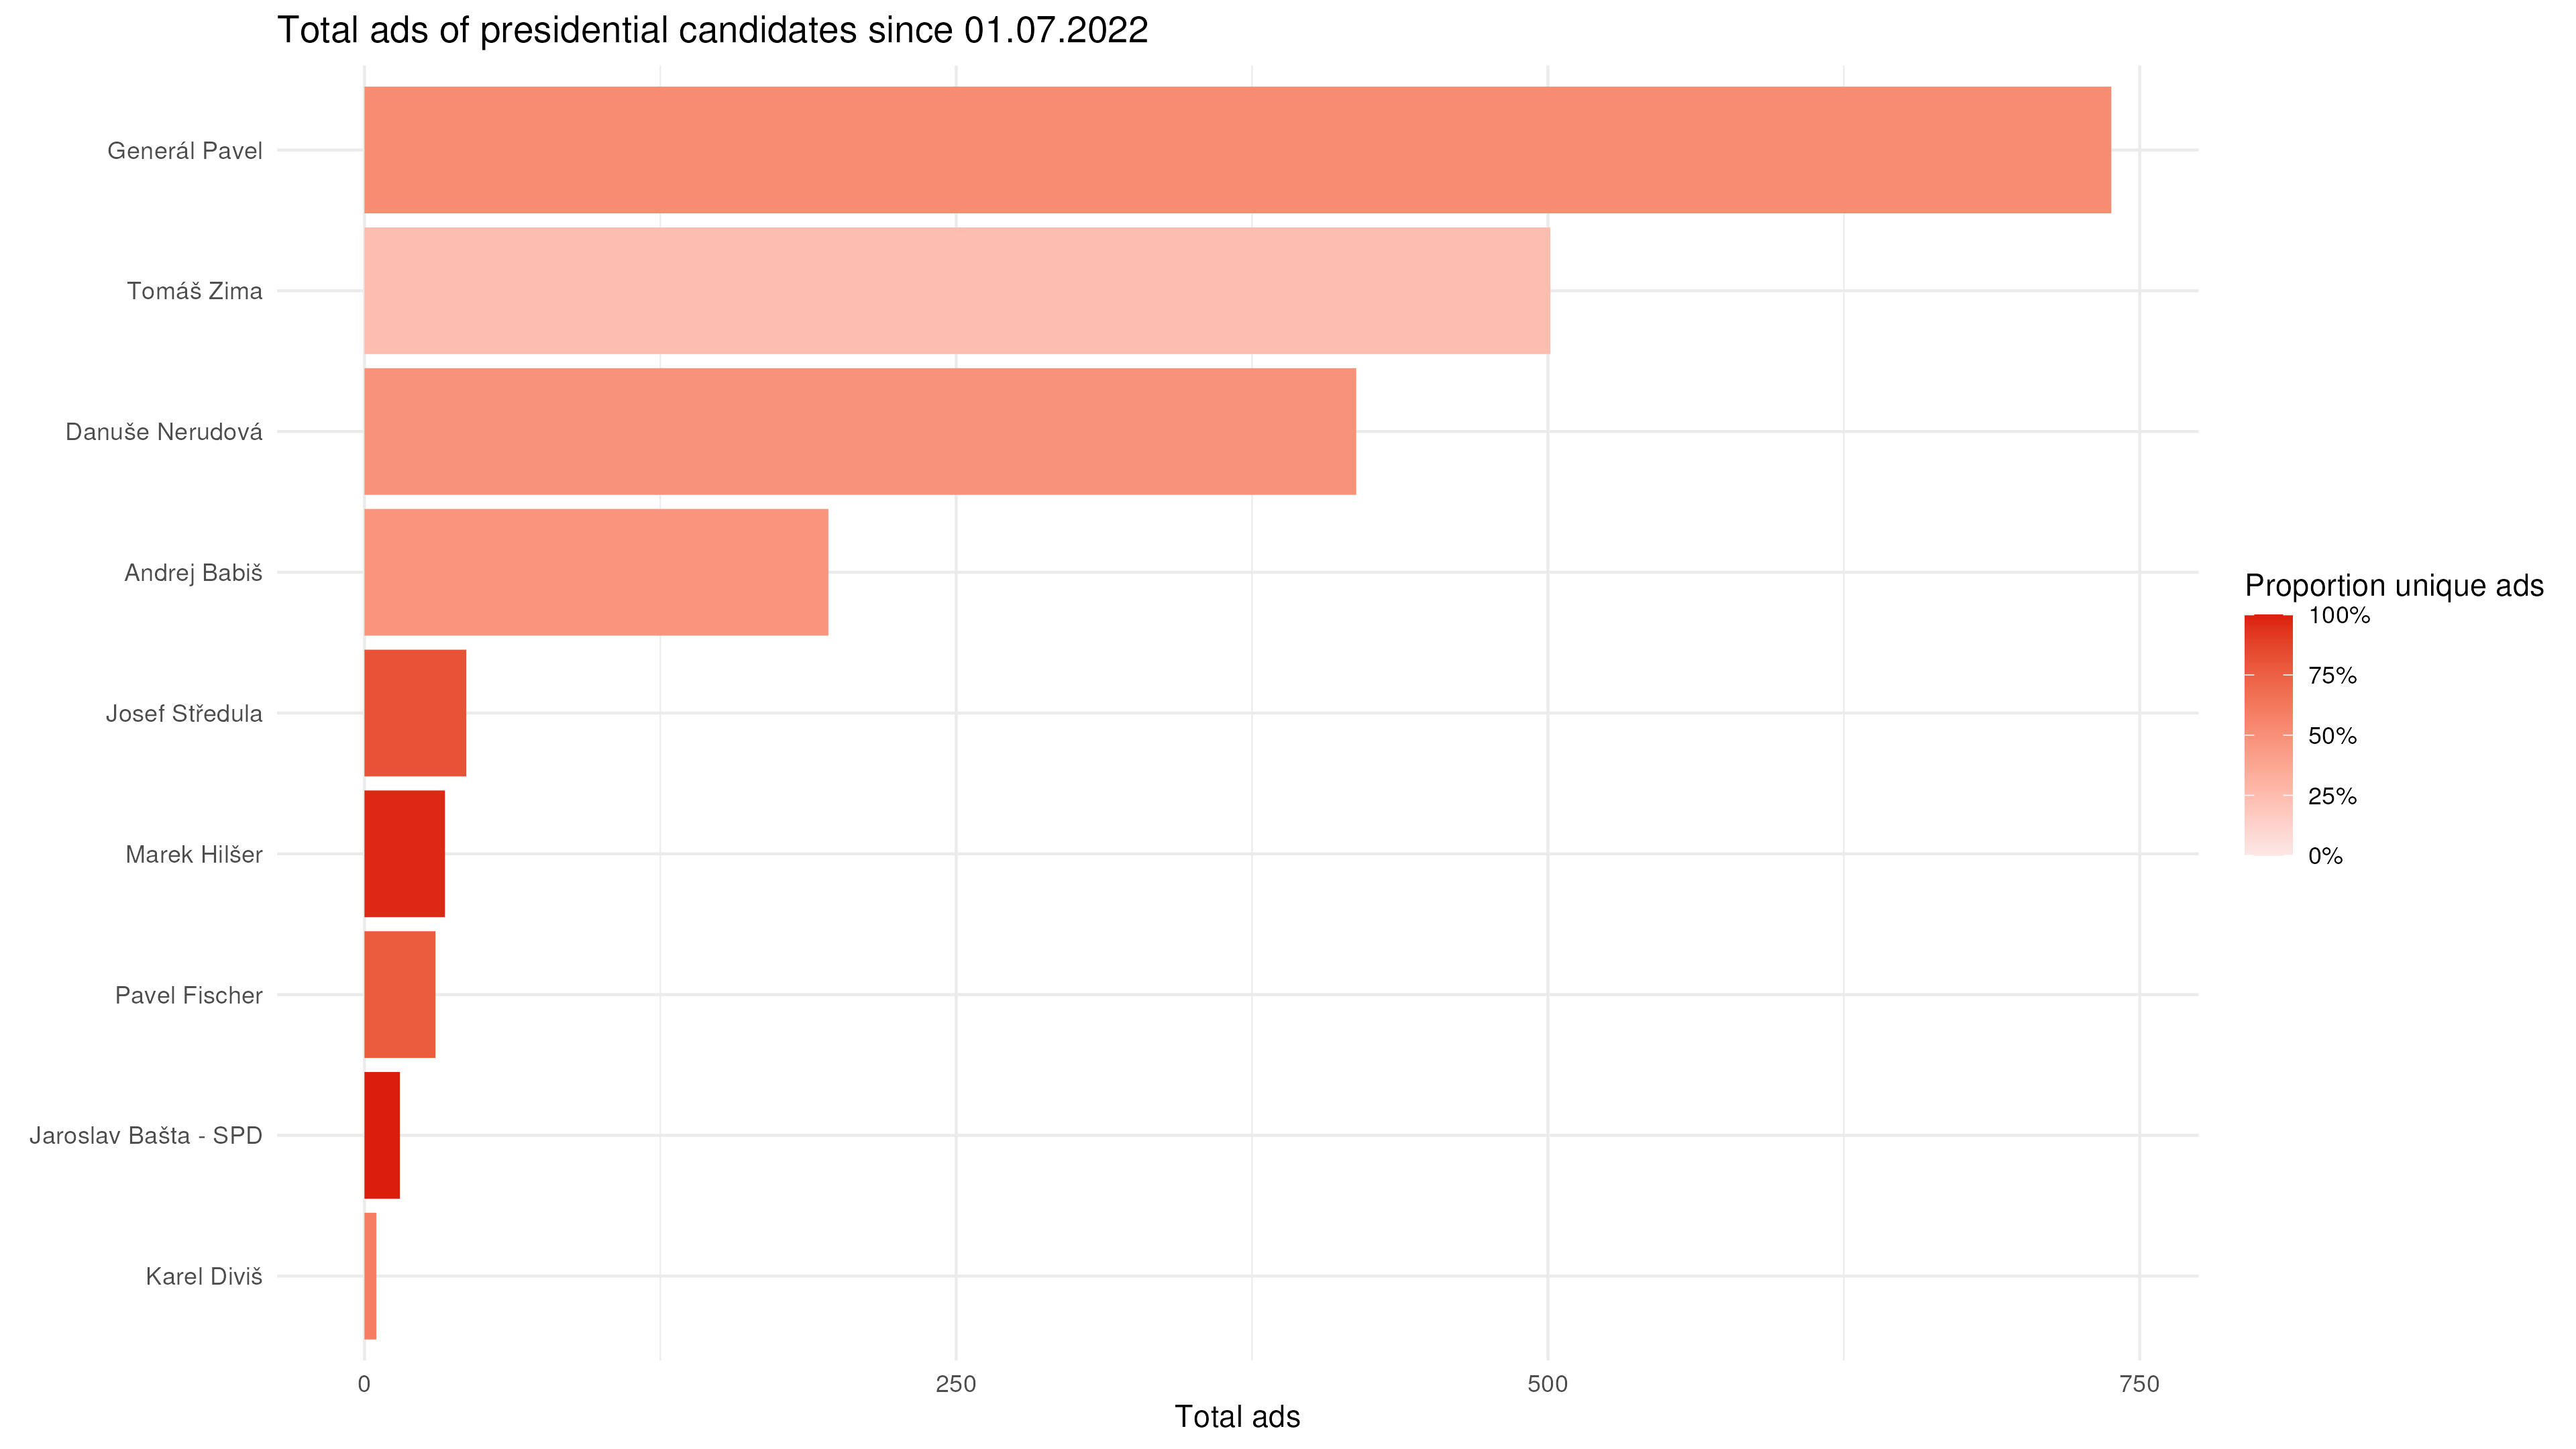 Total ads of presidential candidates since 01.07.2022
Generál Pavel
Tomáš Zima
Danuše Nerudová
Andrej Babiš
Josef Středula
Marek Hilšer
Pavel Fischer
Jaroslav Bašta - SPD
Karel Diviš
0 250 500 750
Total ads
Proportion unique ads
100%
75%
50%
25%
0%